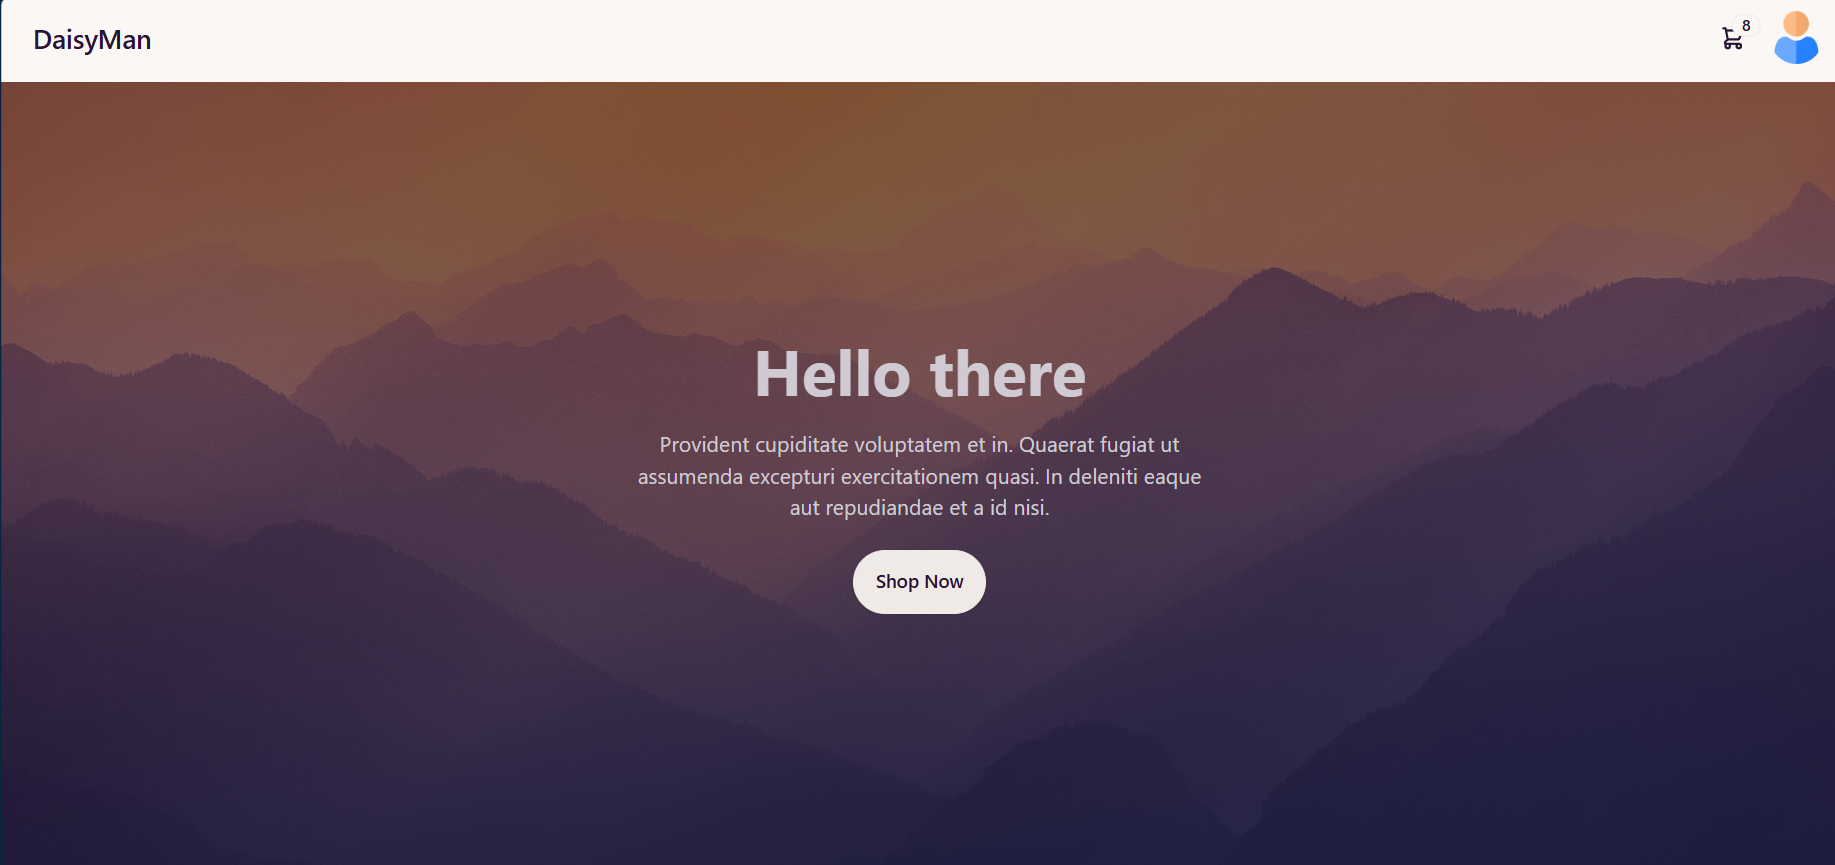 DaisyMan
8
Hello there
Provident cupiditate voluptatem et in. Quaerat fugiat ut
assumenda excepturi exercitationem quasi. In deleniti eaque
aut repudiandae et a id nisi.
Shop Now